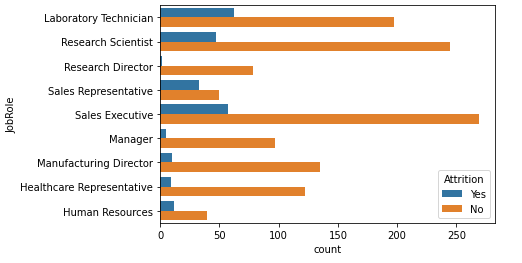 Laboratory Technician
Research Scientist
Research Director
Sales Representative
Sales Executive
Manager
Manufacturing Director
Healthcare Representative
Human Resources
JobRole
0 50 100 150 200 250
count
Attrition
Yes
No